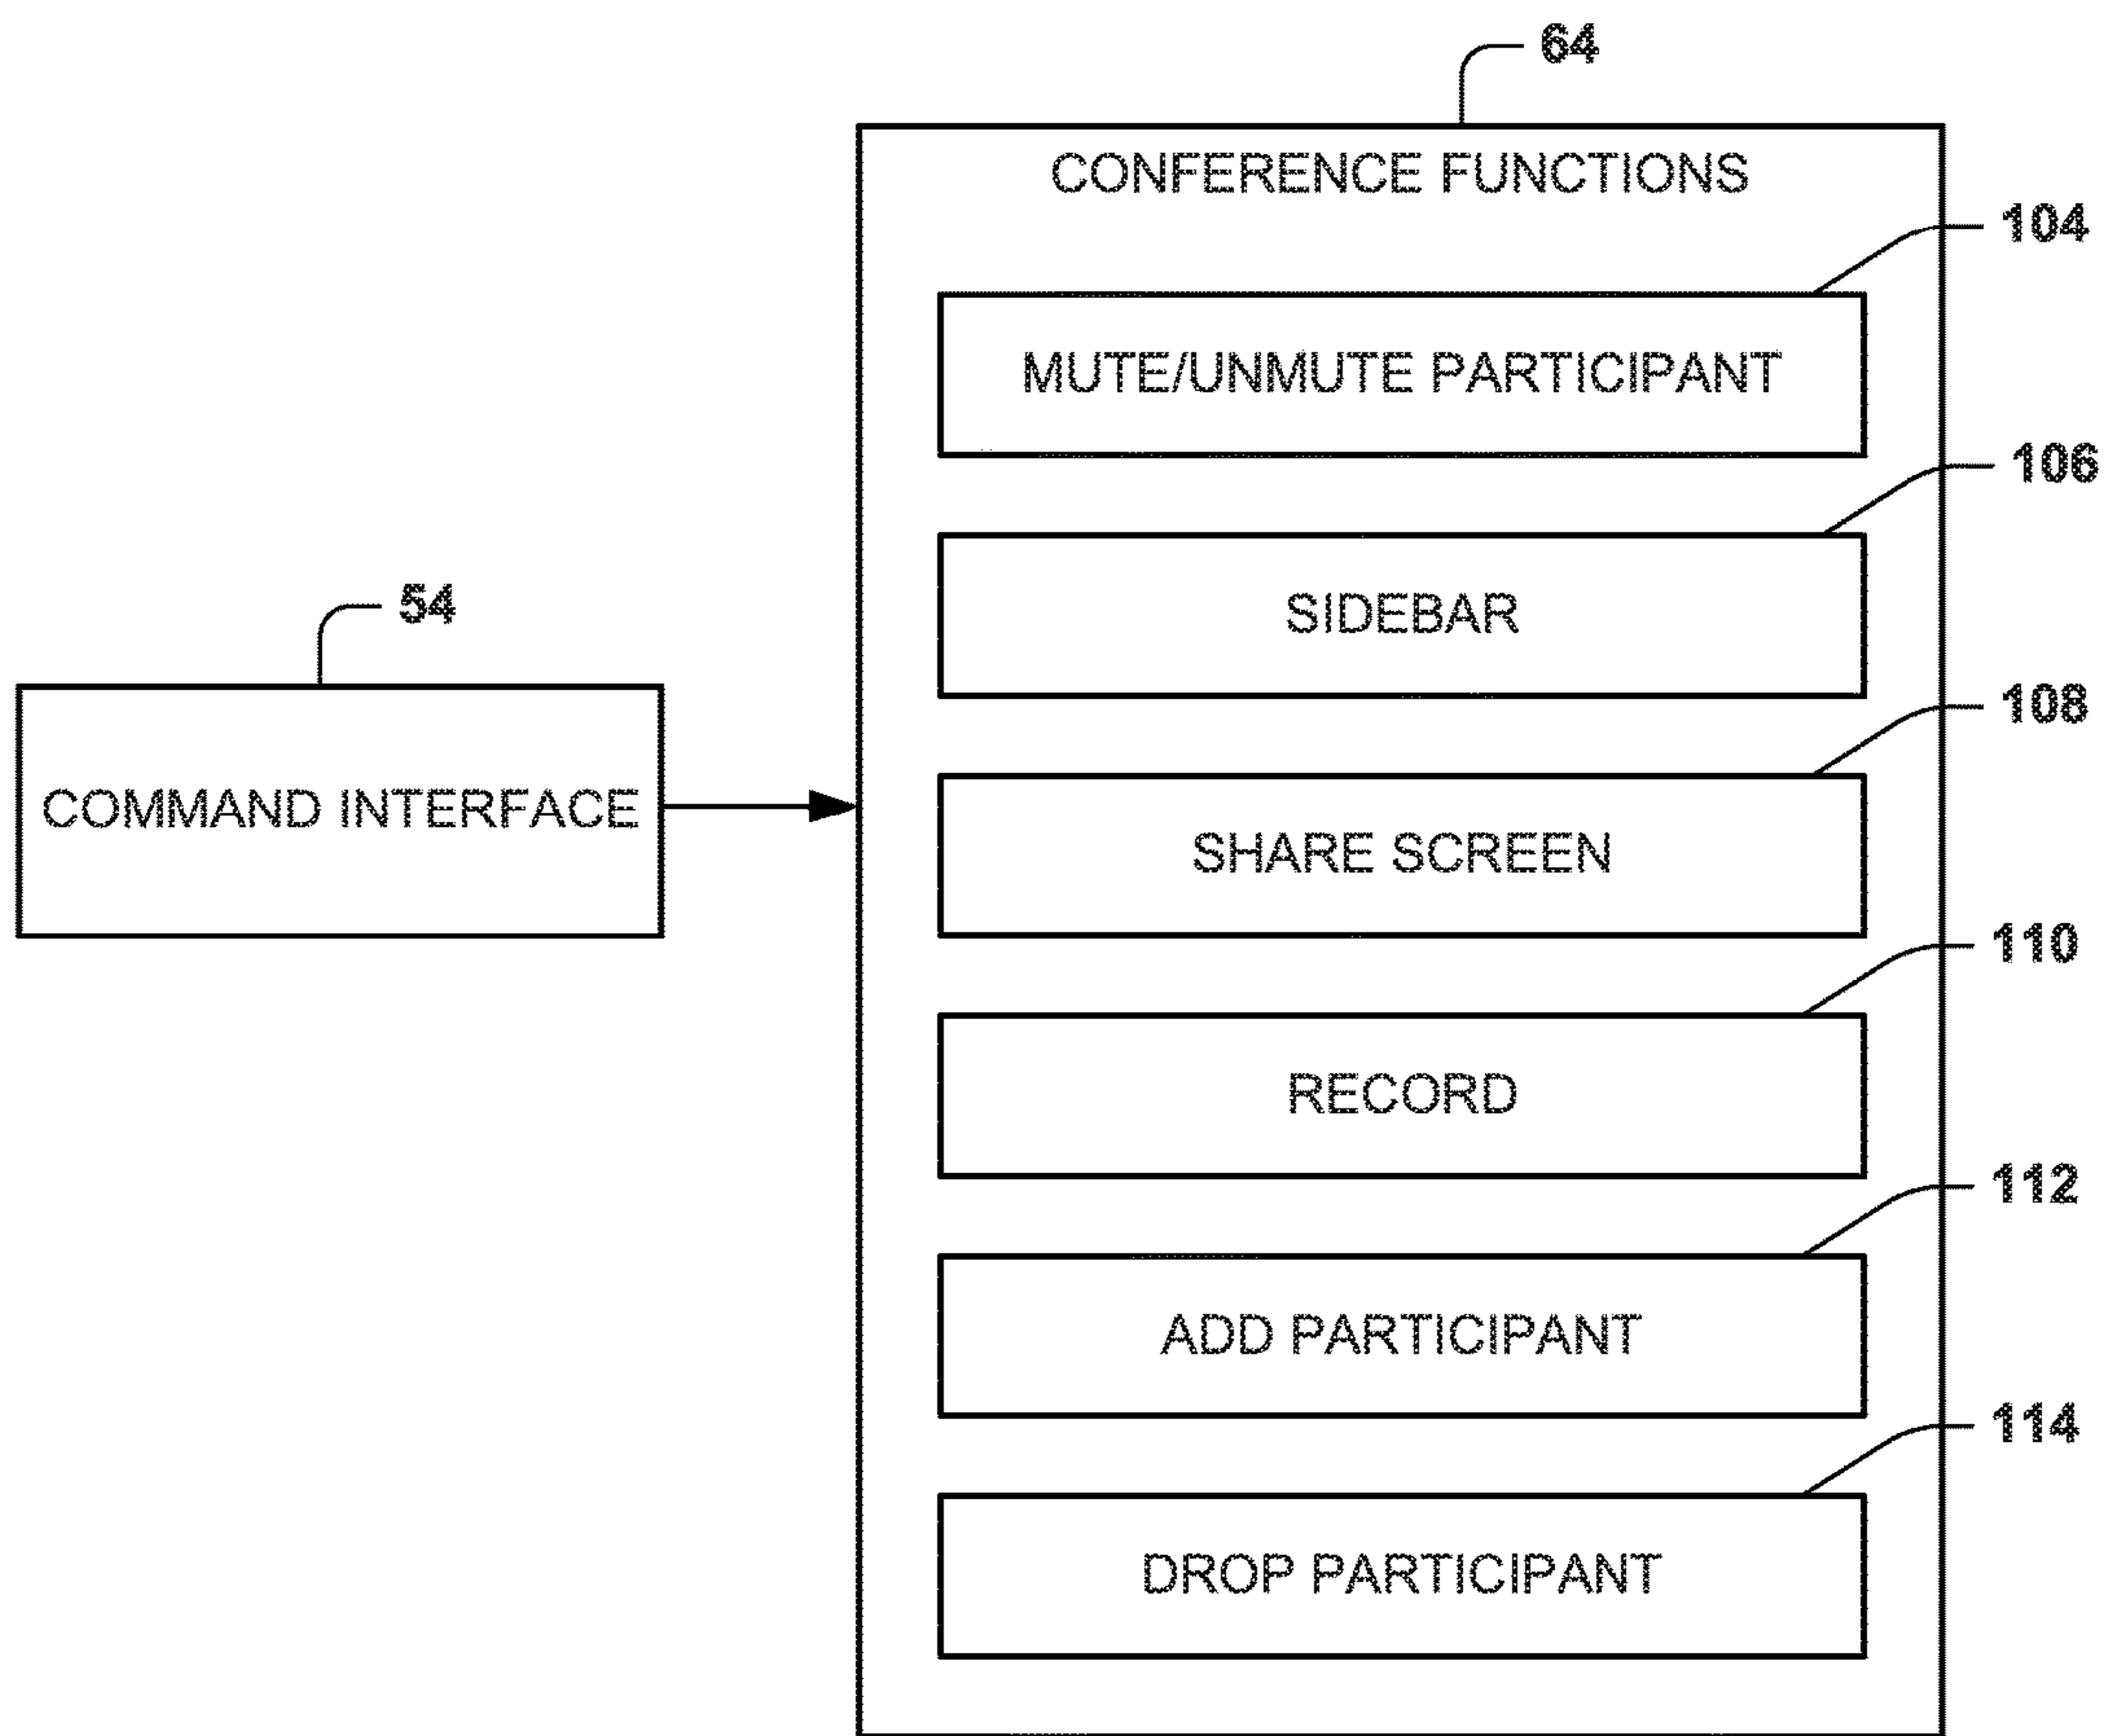 64
CONFERENCE FUNCTIONS
104
MUTE/UNMUTE PARTICIPANT
106
SIDEBAR
54
108
COMMAND INTERFACE
SHARE SCREEN
110
RECORD
112
ADD PARTICIPANT
114
DROP PARTICIPANT